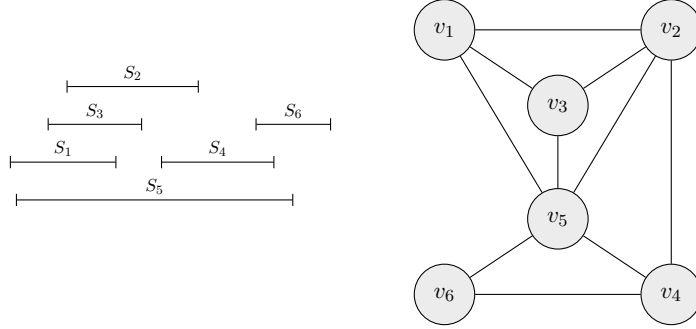 S₂
S₃ S₆
S₁ S₄
S₅
v₁ v₂
v₃
v₅
v₆ v₄